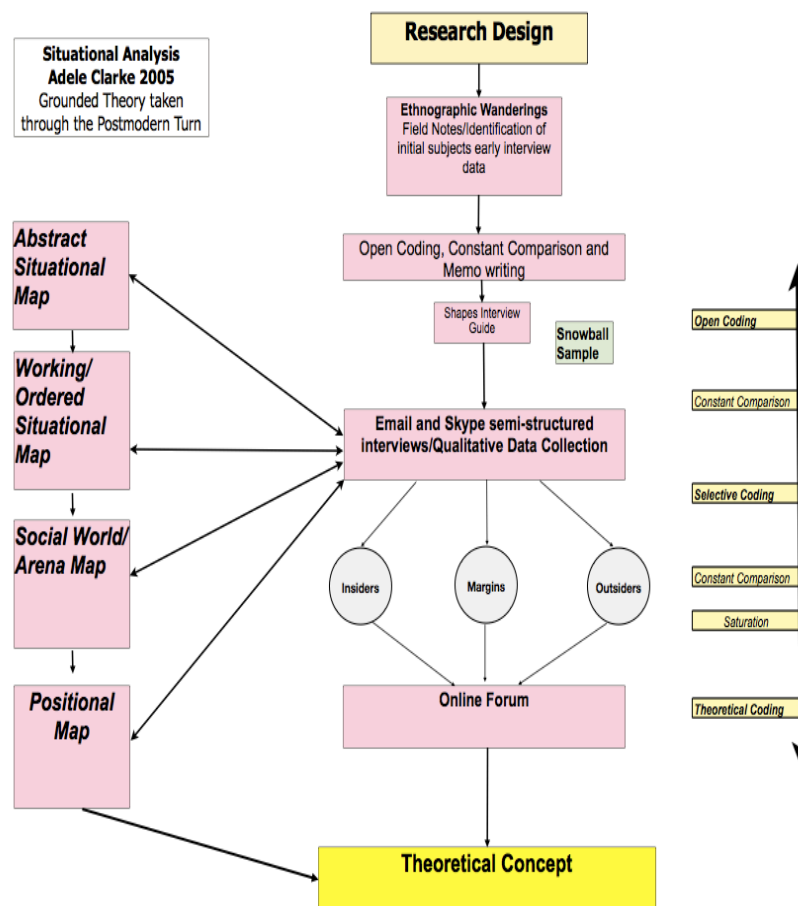 Research Design
Situational Analysis
Adele Clarke 2005
Grounded Theory taken
through the Postmodern Turn
Ethnographic Wanderings
Field Notes/Identification of
initial subjects early interview
data
Open Coding, Constant Comparison and
Memo writing
Shapes Interview
Guide
Snowball
Sample
Abstract
Situational
Map
Working/
Ordered
Situational
Map
Social World/
Arena Map
Positional
Map
Email and Skype semi-structured
interviews/Qualitative Data Collection
Insiders
Margins
Outsiders
Online Forum
Theoretical Concept
Open Coding
Constant Comparison
Selective Coding
Constant Comparison
Saturation
Theoretical Coding